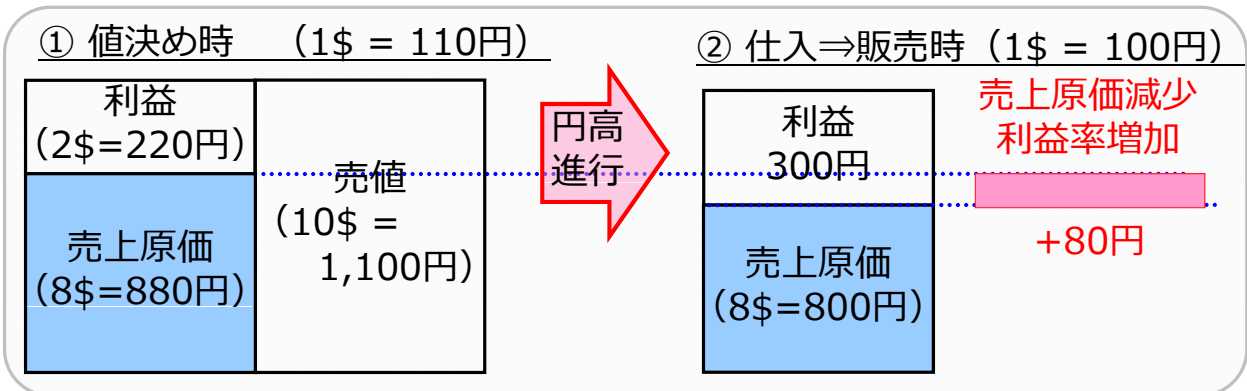 ① 値決め時 （1$ = 110円）
利益
（2$=220円）
売上原価
（8$=880円）
売値
（10$ =
1,100円）
円高
進行
② 仕入⇒販売時（1$ = 100円）
利益
300円
売上原価
（8$=800円）
売上原価減少
利益率増加
+80円